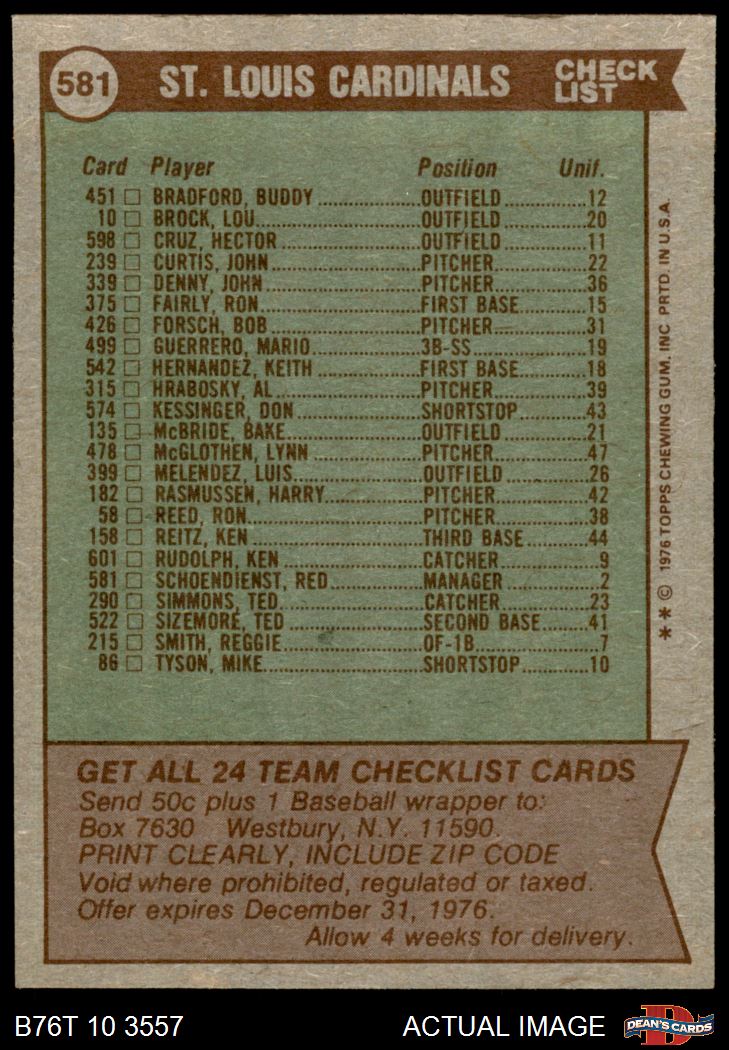 581 ST. LOUIS CARDINALS CHECK LIST
Card Player Position Unif.
451 □ BRADFORD, BUDDY ........ OUTFIELD ........ 12
10 □ BROCK, LOU ........ OUTFIELD ........ 20
598 □ CRUZ, HECTOR ........ OUTFIELD ........ 11
239 □ CURTIS, JOHN ........ PITCHER ........ 22
339 □ DENNY, JOHN ........ PITCHER ........ 36
375 □ FAIRLY, RON ........ FIRST BASE ........ 15
426 □ FORSCH, BOB ........ PITCHER ........ 31
499 □ GUERRERO, MARIO ........ 3B-SS ........ 19
542 □ HERNANDEZ, KEITH ........ FIRST BASE ........ 18
315 □ HRABOSKY, AL ........ PITCHER ........ 39
574 □ KESSINGER, DON ........ SHORTSTOP ........ 43
135 □ McBRIDE, BAKE ........ OUTFIELD ........ 21
478 □ McGLOTHEN, LYNN ........ PITCHER ........ 47
399 □ MELENDEZ, LUIS ........ OUTFIELD ........ 26
182 □ RASMUSSEN, HARRY ........ PITCHER ........ 42
58 □ REED, RON ........ PITCHER ........ 38
158 □ REITZ, KEN ........ THIRD BASE ........ 44
601 □ RUDOLPH, KEN ........ CATCHER ........ 9
581 □ SCHOENDIENST, RED ........ MANAGER ........ 2
290 □ SIMMONS, TED ........ CATCHER ........ 23
522 □ SIZEMORE, TED ........ SECOND BASE ........ 41
215 □ SMITH, REGGIE ........ OF-1B ........ 7
86 □ TYSON, MIKE ........ SHORTSTOP ........ 10
** © 1976 TOPPS CHEWING GUM, INC PRTD. IN U.S.A.
GET ALL 24 TEAM CHECKLIST CARDS
Send 50c plus 1 Baseball wrapper to:
Box 7630 Westbury, N.Y. 11590.
PRINT CLEARLY, INCLUDE ZIP CODE
Void where prohibited, regulated or taxed.
Offer expires December 31, 1976.
Allow 4 weeks for delivery.
B76T 10 3557 ACTUAL IMAGE DEAN'S CARDS